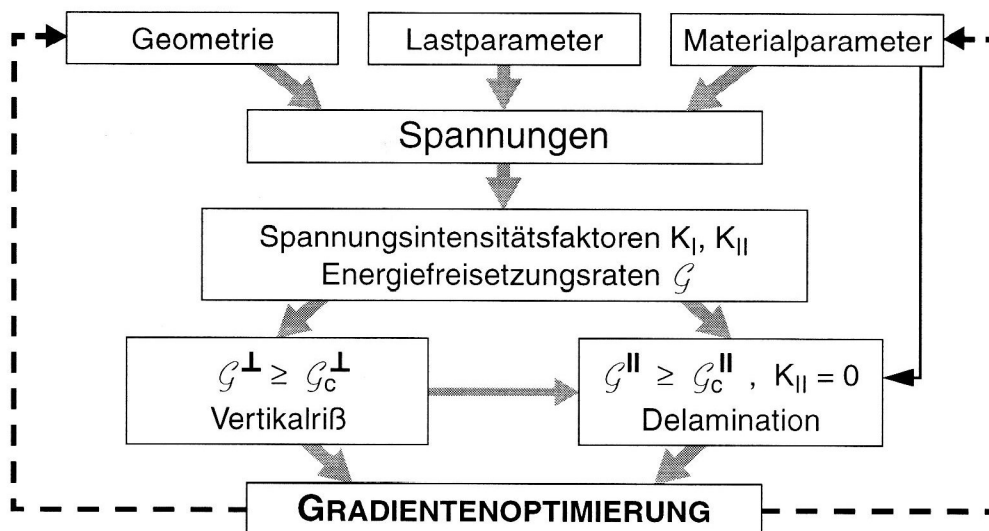 Geometrie
Lastparameter
Materialparameter
Spannungen
Spannungsintensitätsfaktoren K_I, K_II
Energiefreisetzungsraten 𝒢
𝒢^⊥ ≥ 𝒢_c^⊥
Vertikalriß
𝒢^II ≥ 𝒢_c^II , K_II = 0
Delamination
GRADIENTENOPTIMIERUNG